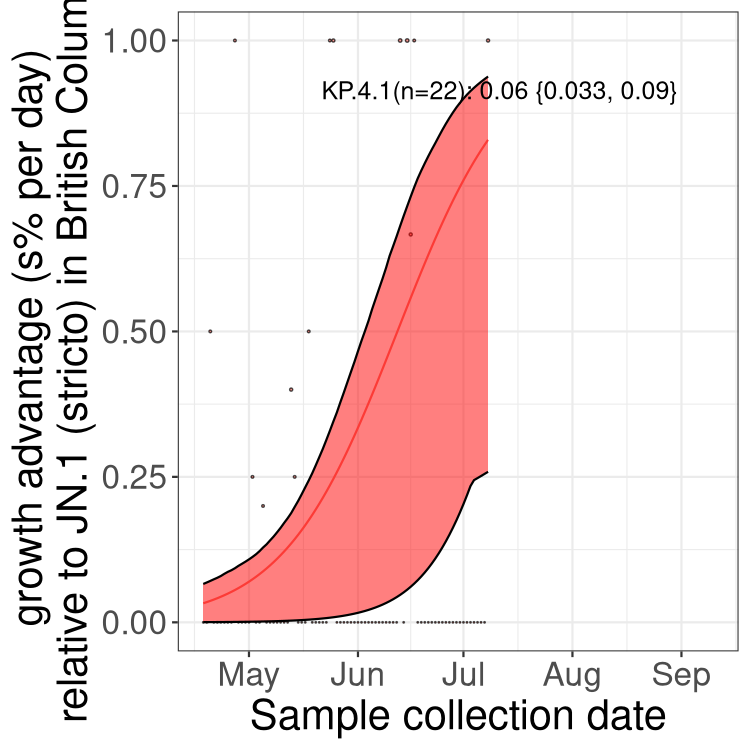 growth advantage (s% per day)
relative to JN.1 (stricto) in British Colum
1.00
0.75
0.50
0.25
0.00
KP.4.1(n=22): 0.06 {0.033, 0.09}
May Jun Jul Aug Sep
Sample collection date